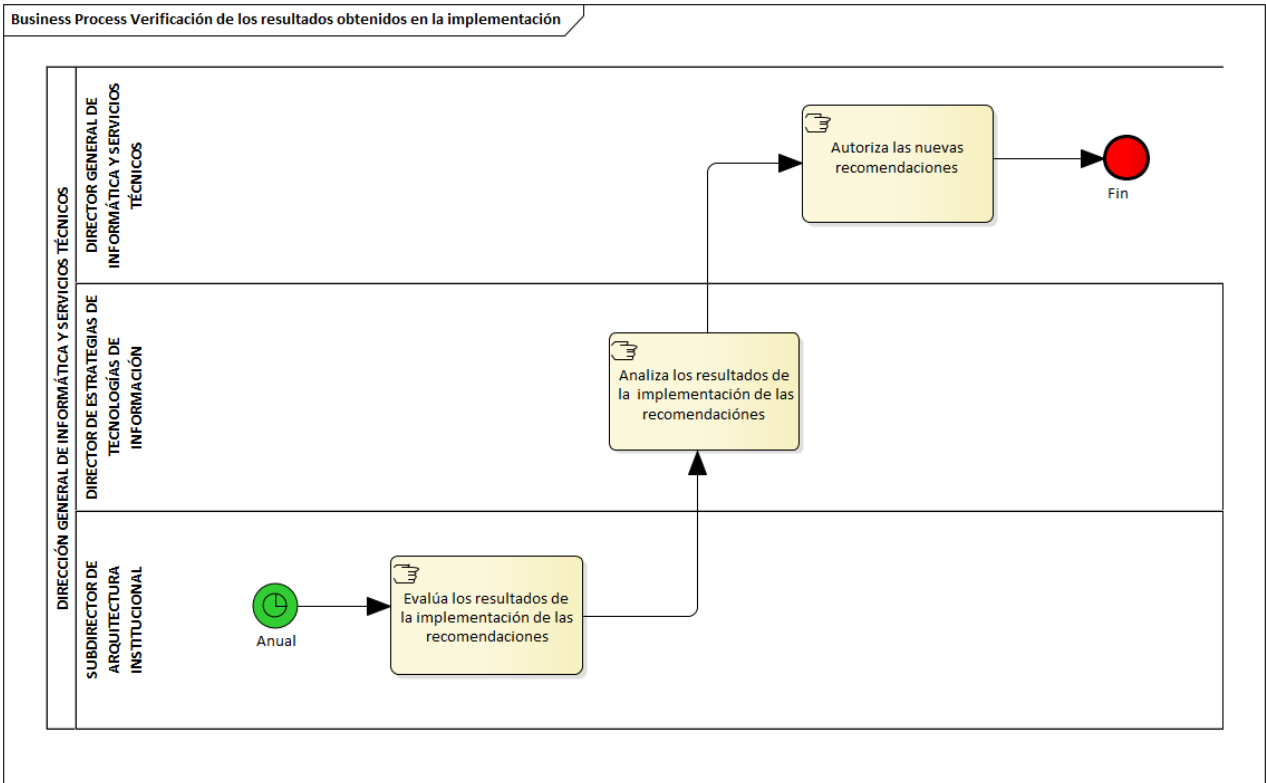 Business Process Verificación de los resultados obtenidos en la implementación
DIRECCIÓN GENERAL DE INFORMÁTICA Y SERVICIOS TÉCNICOS
DIRECTOR GENERAL DE
INFORMÁTICA Y SERVICIOS
TÉCNICOS
Autoriza las nuevas
recomendaciones
Fin
DIRECTOR DE ESTRATEGIAS DE
TECNOLOGÍAS DE
INFORMACIÓN
Analiza los resultados de
la implementación de las
recomendaciónes
SUBDIRECTOR DE
ARQUITECTURA
INSTITUCIONAL
Anual
Evalúa los resultados de
la implementación de las
recomendaciones